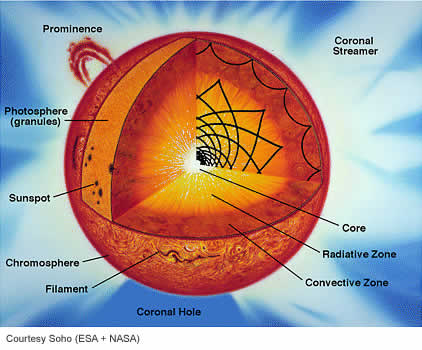 Prominence
Coronal
Streamer
Photosphere
(granules)
Sunspot
Core
Radiative Zone
Chromosphere
Convective Zone
Filament
Coronal Hole
Courtesy Soho (ESA + NASA)